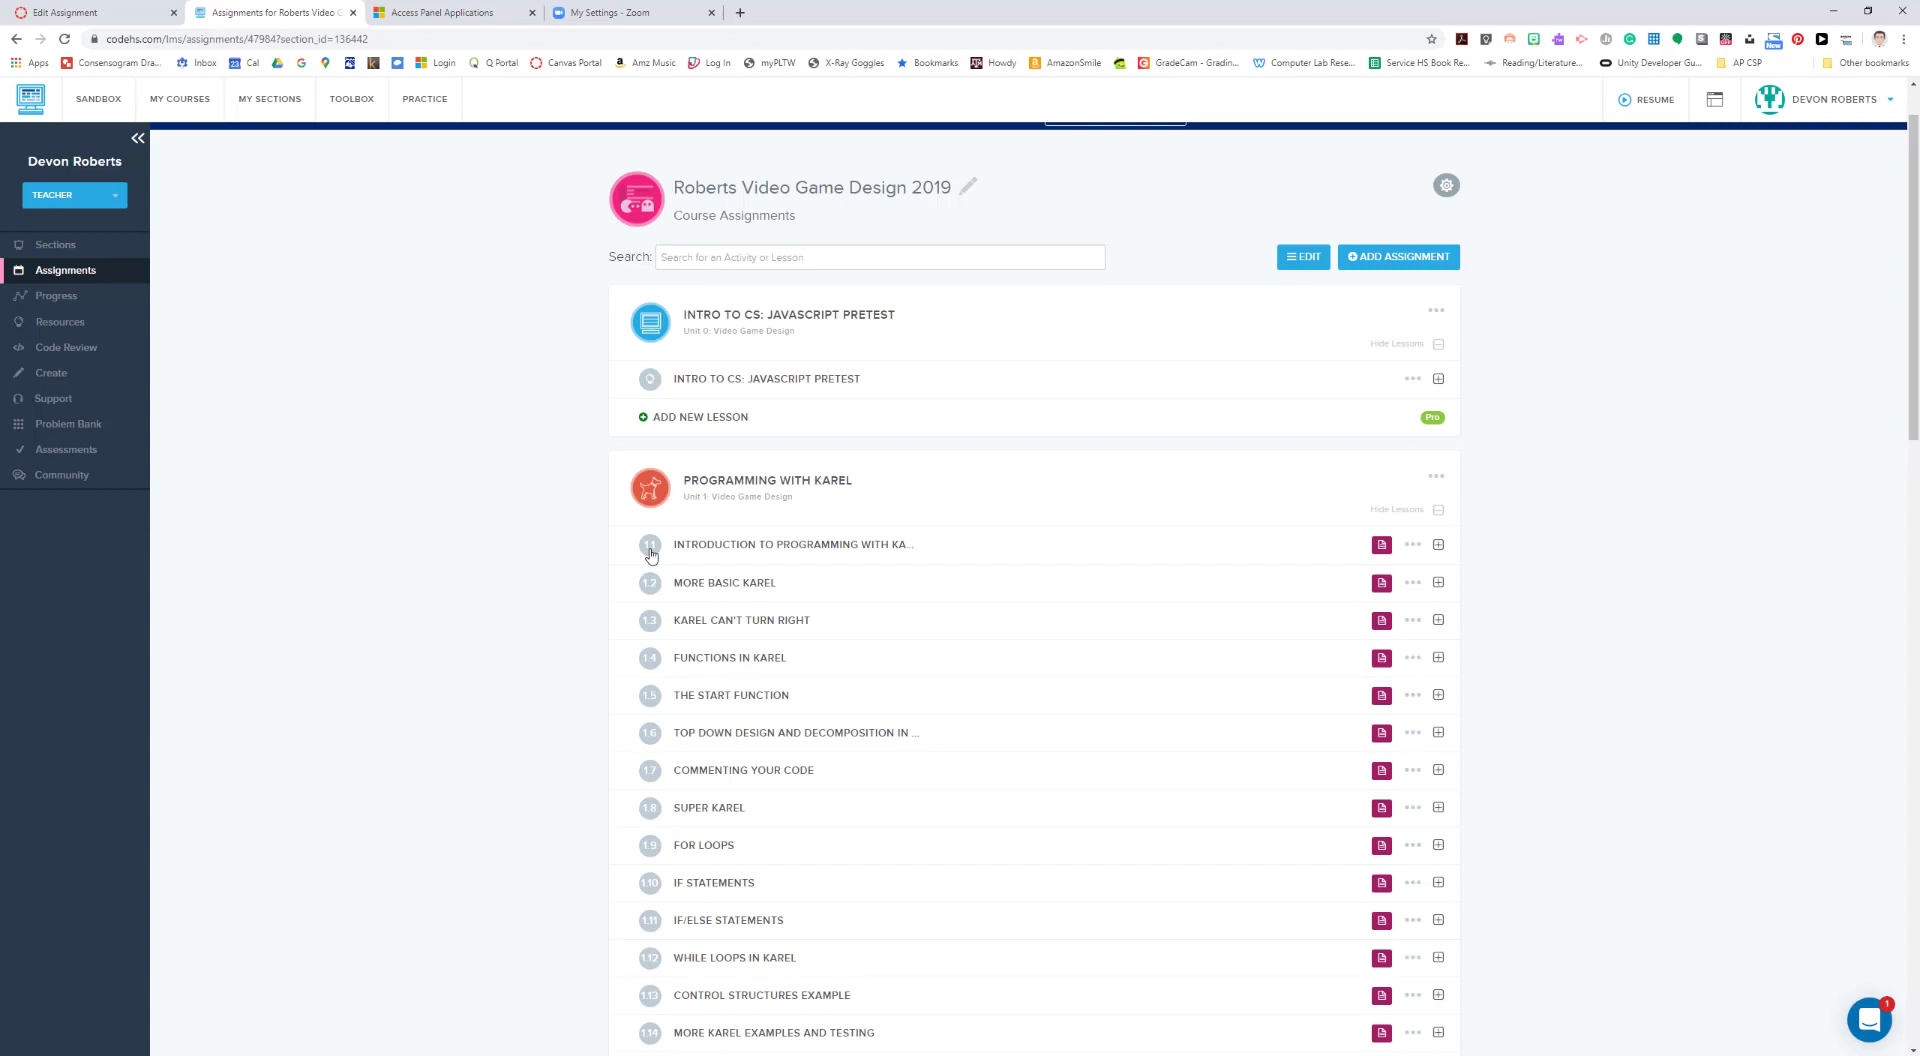 Edit Assignment
Assignments for Roberts Video G
Access Panel Applications
My Settings - Zoom
codehs.com/lms/assignments/47984?section_id=136442
Apps
Consensogram Dra...
Inbox
Cal
Login
Q Portal
Canvas Portal
Amz Music
Log In
myPLTW
X-Ray Goggles
Bookmarks
Howdy
AmazonSmile
GradeCam - Gradin...
Computer Lab Rese...
Service HS Book Re...
Reading/Literature...
Unity Developer Gu...
AP CSP
Other bookmarks
SANDBOX
MY COURSES
MY SECTIONS
TOOLBOX
PRACTICE
RESUME
DEVON ROBERTS
Devon Roberts
TEACHER
Sections
Assignments
Progress
Resources
Code Review
Create
Support
Problem Bank
Assessments
Community
Roberts Video Game Design 2019
Course Assignments
Search:
Search for an Activity or Lesson
EDIT
ADD ASSIGNMENT
INTRO TO CS: JAVASCRIPT PRETEST
Unit 0: Video Game Design
Hide Lessons
INTRO TO CS: JAVASCRIPT PRETEST
ADD NEW LESSON
Pro
PROGRAMMING WITH KAREL
Unit 1: Video Game Design
Hide Lessons
1.1 INTRODUCTION TO PROGRAMMING WITH KA...
1.2 MORE BASIC KAREL
1.3 KAREL CAN'T TURN RIGHT
1.4 FUNCTIONS IN KAREL
1.5 THE START FUNCTION
1.6 TOP DOWN DESIGN AND DECOMPOSITION IN ...
1.7 COMMENTING YOUR CODE
1.8 SUPER KAREL
1.9 FOR LOOPS
1.10 IF STATEMENTS
1.11 IF/ELSE STATEMENTS
1.12 WHILE LOOPS IN KAREL
1.13 CONTROL STRUCTURES EXAMPLE
1.14 MORE KAREL EXAMPLES AND TESTING
1